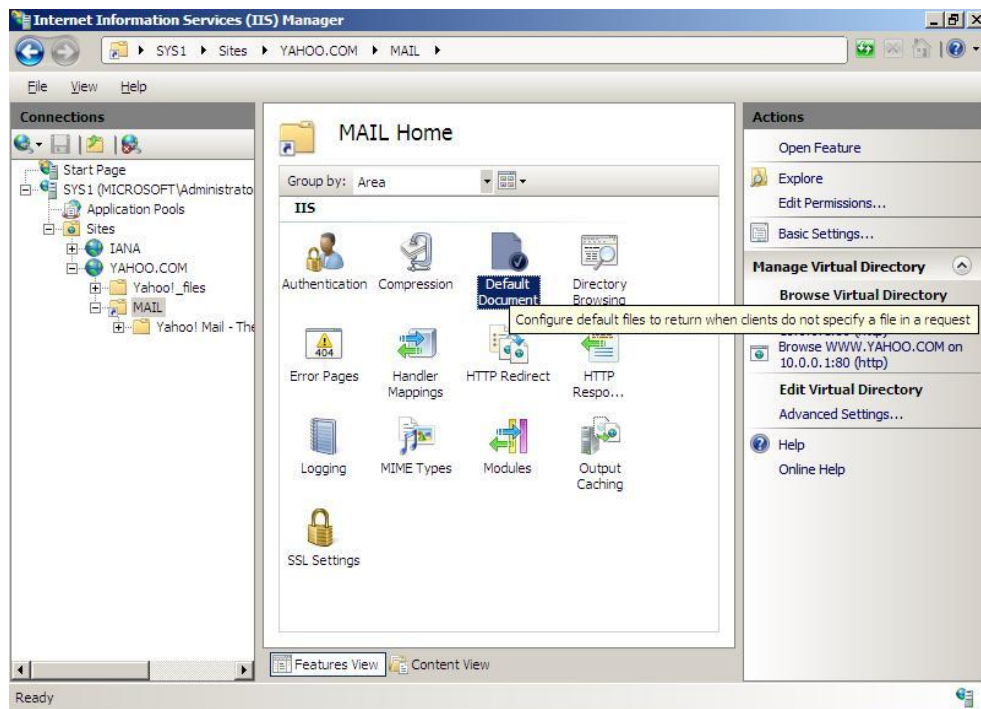 Internet Information Services (IIS) Manager
SYS1 Sites YAHOO.COM MAIL
File View Help
Connections
Start Page
SYS1 (MICROSOFT\Administrato
Application Pools
Sites
IANA
YAHOO.COM
Yahoo!_files
MAIL
Yahoo! Mail - The
MAIL Home
Group by: Area
IIS
Authentication
Compression
Default Document
Directory Browsing
Configure default files to return when clients do not specify a file in a request
404
Error Pages
Handler Mappings
HTTP Redirect
HTTP Respo...
Logging
MIME Types
Modules
Output Caching
SSL Settings
Features View
Content View
Actions
Open Feature
Explore
Edit Permissions...
Basic Settings...
Manage Virtual Directory
Browse Virtual Directory
Browse WWW.YAHOO.COM on
10.0.0.1:80 (http)
Edit Virtual Directory
Advanced Settings...
Help
Online Help
Ready